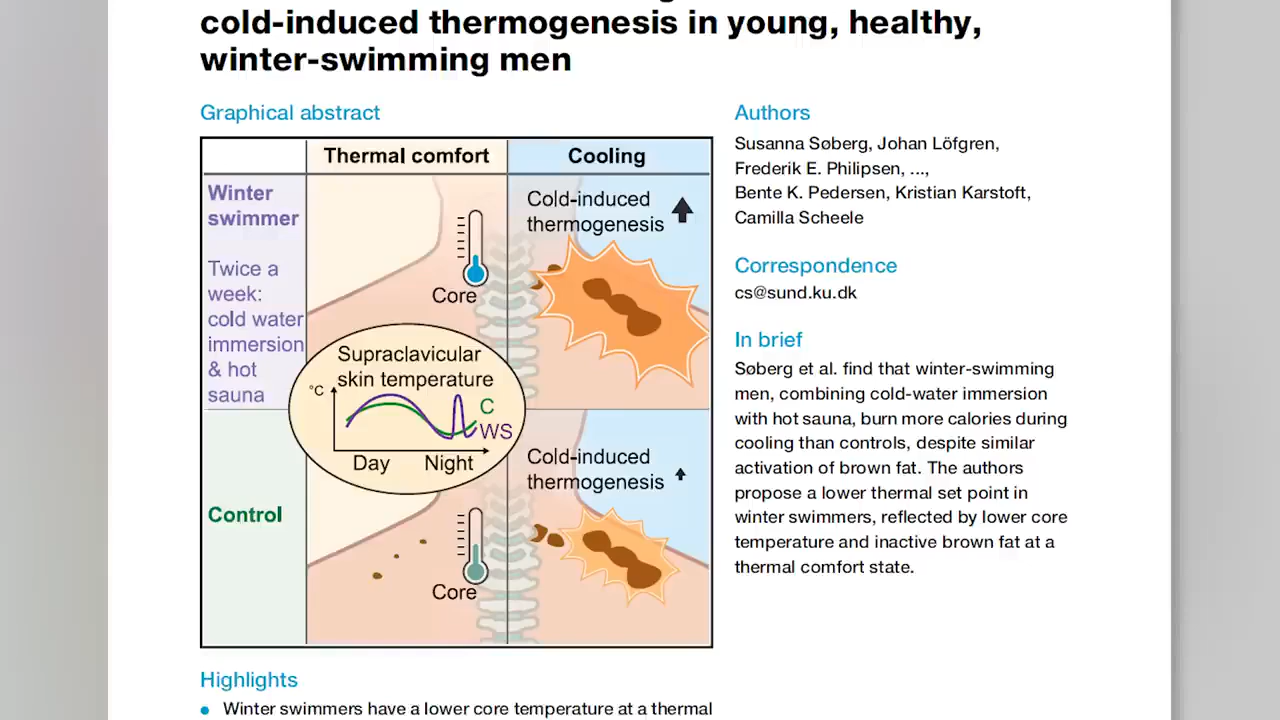 cold-induced thermogenesis in young, healthy,
winter-swimming men
Graphical abstract
Thermal comfort
Cooling
Winter
swimmer
Twice a
week:
cold water
immersion
& hot
sauna
Core
Cold-induced
thermogenesis
Supraclavicular
skin temperature
°C
C
WS
Day
Night
Control
Core
Cold-induced
thermogenesis
Authors
Susanna Søberg, Johan Löfgren,
Frederik E. Philipsen, ...,
Bente K. Pedersen, Kristian Karstoft,
Camilla Scheele
Correspondence
cs@sund.ku.dk
In brief
Søberg et al. find that winter-swimming
men, combining cold-water immersion
with hot sauna, burn more calories during
cooling than controls, despite similar
activation of brown fat. The authors
propose a lower thermal set point in
winter swimmers, reflected by lower core
temperature and inactive brown fat at a
thermal comfort state.
Highlights
• Winter swimmers have a lower core temperature at a thermal